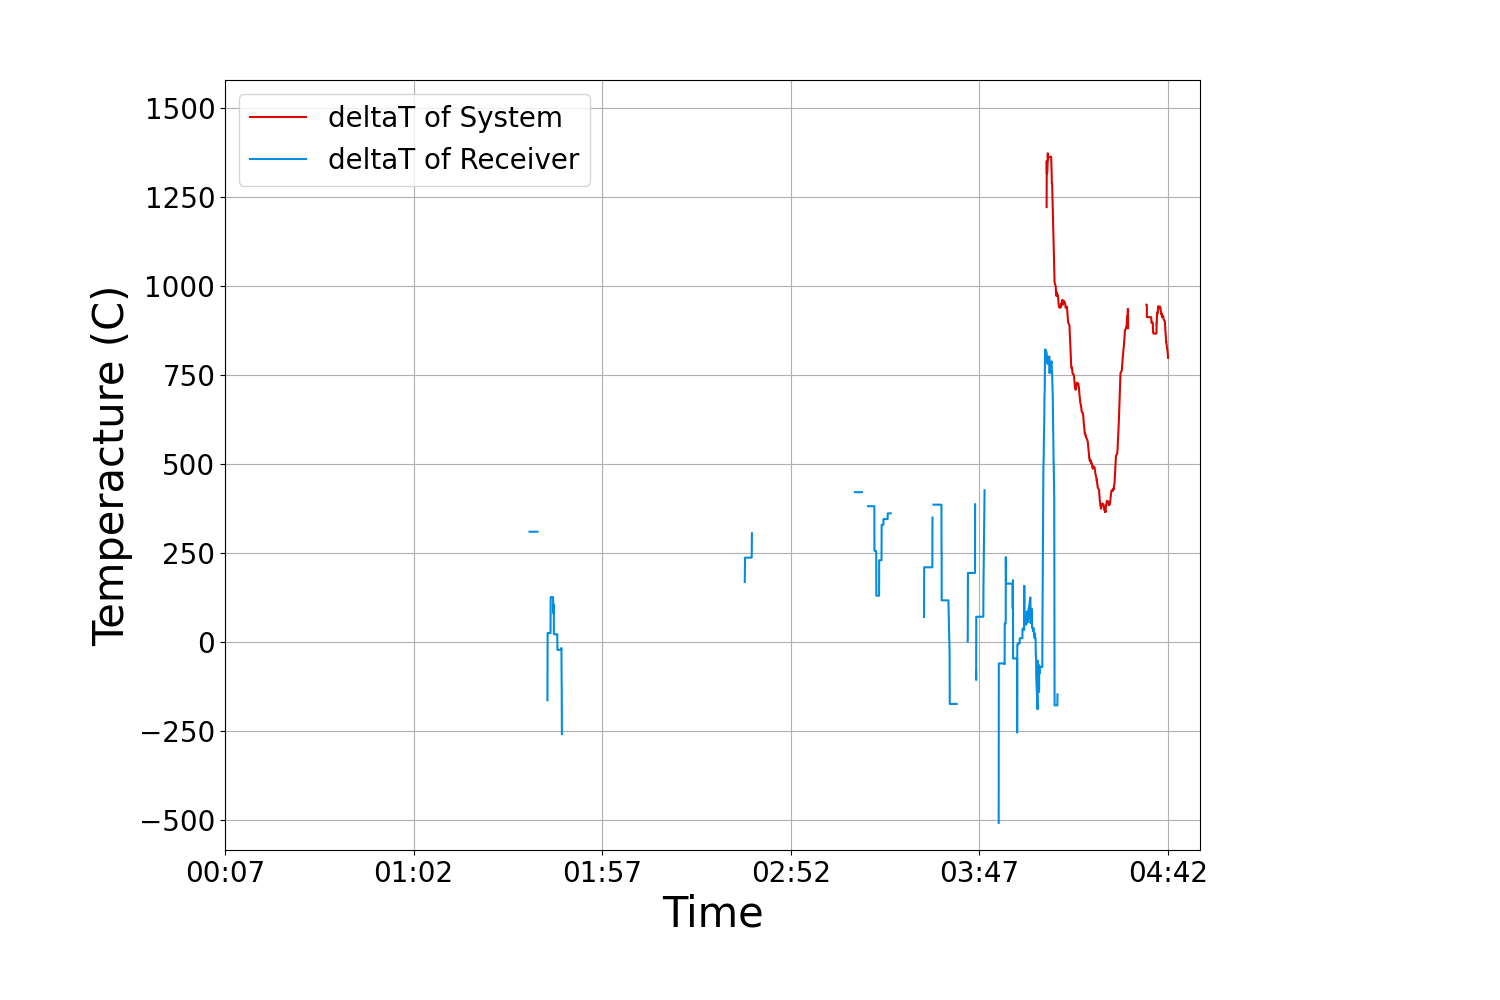 deltaT of System
deltaT of Receiver
1500
1250
1000
750
500
250
0
−250
−500
Temperacture (C)
00:07 01:02 01:57 02:52 03:47 04:42
Time